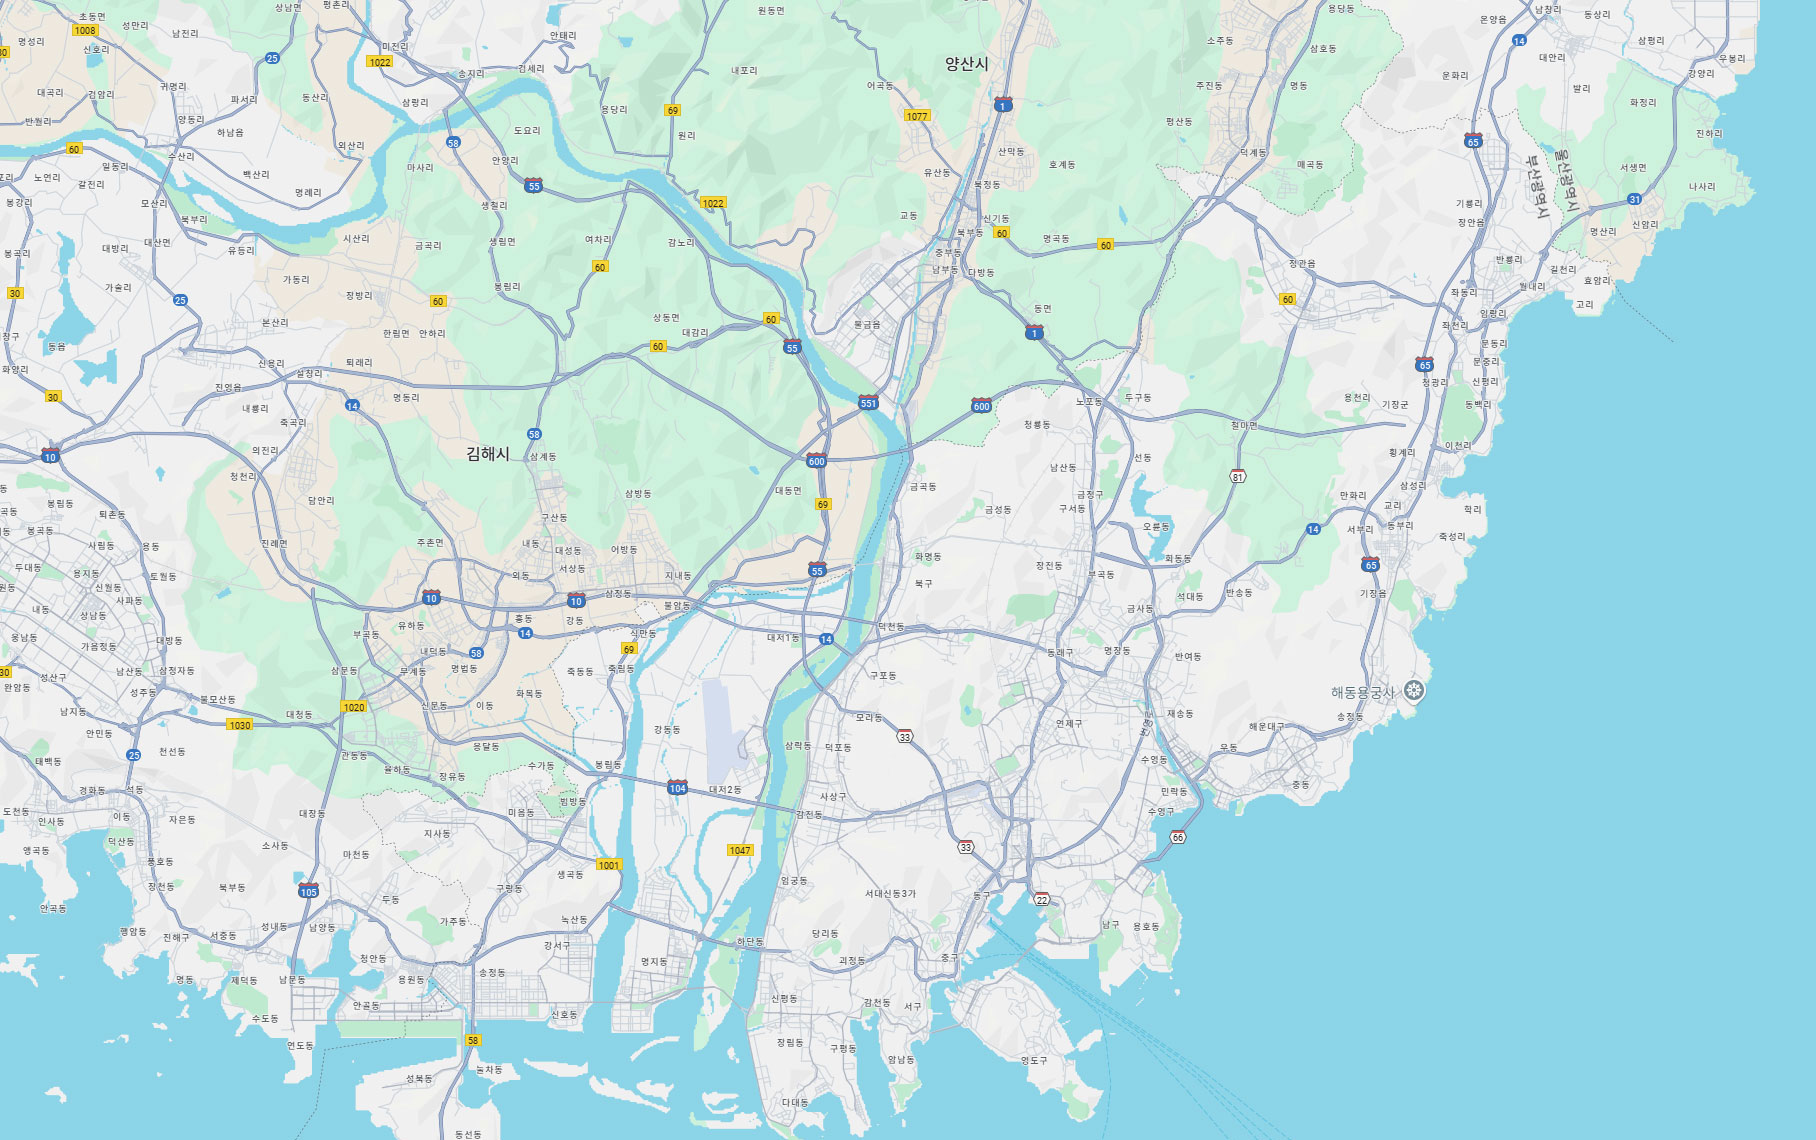 초동면
성만리
상남면
평촌리
1008
신호리
남전리
명성리
25
미전리
1022
송지리
안태리
검세리
원동면
내포리
양산시
어곡동
1077
1
용당동
소주동
삼호동
온양읍
남창리
동상리
14
삼평리
대안리
우봉리
강양리
대곡리
검암리
귀명리
파서리
동산리
삼랑리
용당리
69
원리
주진동
명동
운화리
발리
화정리
반월리
양동리
하남읍
외산리
58
도요리
평산동
65
진하리
60
수산리
일동리
노연리
갈전리
백산리
명례리
마사리
안양리
55
산막동
호계동
유산동
북정동
덕계동
매곡동
부산광역시
울산광역시
서생면
나사리
봉강리
모산리
북부리
생철리
1022
교동
신기동
북부동
60
명곡동
60
기룡리
장안읍
31
신암리
명산리
봉곡리
대방리
대산면
유등리
시산리
금곡리
생림면
여차리
감노리
중부동
남부동
다방동
정관읍
반룡리
길천리
효암리
월내리
고리
30
가술리
25
가동리
장방리
60
봉림리
60
좌동리
임랑리
60
본산리
한림면
안하리
상동면
대감리
60
물금읍
동면
1
좌천리
문동리
동읍
신용리
퇴래리
60
55
65
문중리
정관리
신평리
화양리
설창리
진영읍
명동리
14
551
600
노포동
두구동
용천리
기장군
동백리
30
내룡리
죽곡리
58
청룡동
철마면
이천리
10
의전리
청천리
김해시
삼계동
600
남산동
선동
81
횡계리
삼성리
담안리
삼방동
대동면
69
금곡동
금성동
금정구
구서동
만화리
교리
학리
봉림동
퇴촌동
구산동
오륜동
14
서부리
동부리
죽성리
봉곡동
사림동
용동
진례면
주촌면
내동
대성동
어방동
화명동
회동동
두대동
용지동
신월동
토월동
외동
서상동
지내동
55
북구
장전동
부곡동
65
10
10
삼정동
불암동
석대동
반송동
기장읍
내동
사파동
상남동
유하동
흥동
강동
14
식만동
대저1동
14
덕천동
금사동
웅남동
가음정동
대방동
부곡동
내덕동
58
명법동
69
죽동동
죽림동
동래구
명장동
반여동
30
남산동
삼정자동
성산구
완암동
성주동
삼문동
부계동
화목동
구포동
해동용궁사
불모산동
1020
신문동
이동
남지동
1030
대청동
강동동
모라동
33
연제구
재송동
해운대구
송정동
안민동
천선동
25
관동동
응달동
삼락동
덕포동
우동
태백동
율하동
장유동
수가동
봉림동
104
대저2동
수영동
중동
경화동
석동
범방동
미음동
사상구
민락동
도천동
인사동
이동
자은동
대장동
감전동
수영구
앵곡동
덕산동
소사동
지사동
1047
33
66
풍호동
마천동
1001
장천동
북부동
105
두동
구랑동
생곡동
엄궁동
서대신동3가
동구
22
안곡동
가주동
녹산동
성내동
남양동
당리동
남구
용호동
행암동
진해구
서중동
강서구
하단동
청안동
명지동
괴정동
중구
명동
제덕동
남문동
용원동
송정동
안골동
신호동
신평동
감천동
서구
수도동
58
장림동
구평동
연도동
암남동
영도구
성북동
눌차동
다대동
동선동